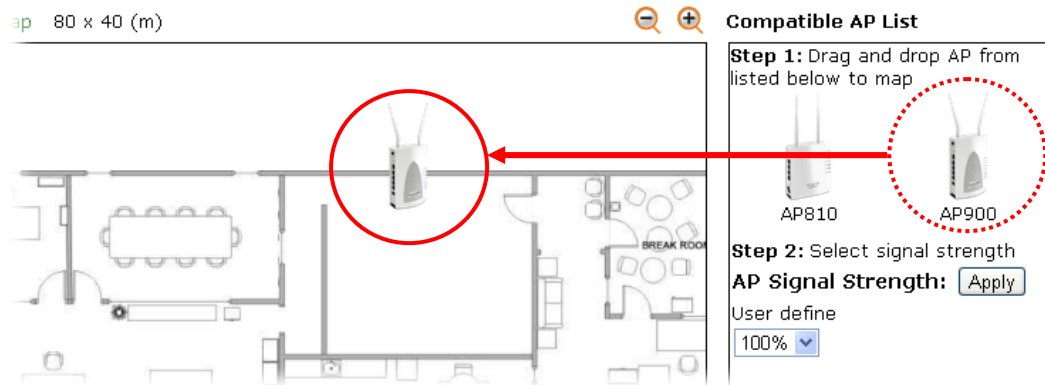 80 x 40 (m)
Compatible AP List
Step 1: Drag and drop AP from
listed below to map
AP810
AP900
BREAK ROOM
Step 2: Select signal strength
AP Signal Strength: Apply
User define
100%